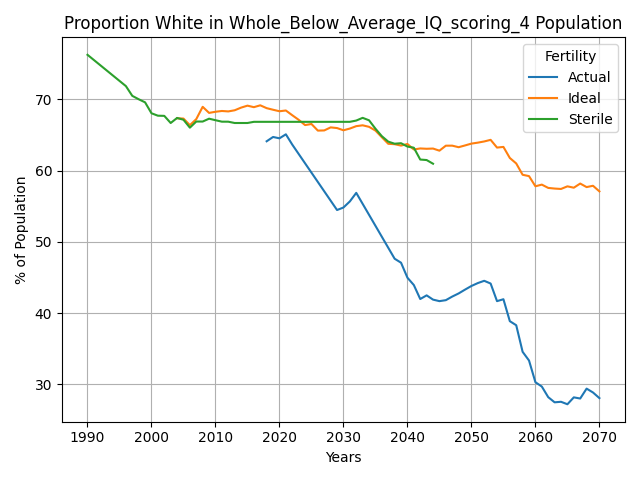 Proportion White in Whole_Below_Average_IQ_scoring_4 Population
Fertility
Actual
Ideal
Sterile
% of Population
70
60
50
40
30
1990 2000 2010 2020 2030 2040 2050 2060 2070
Years